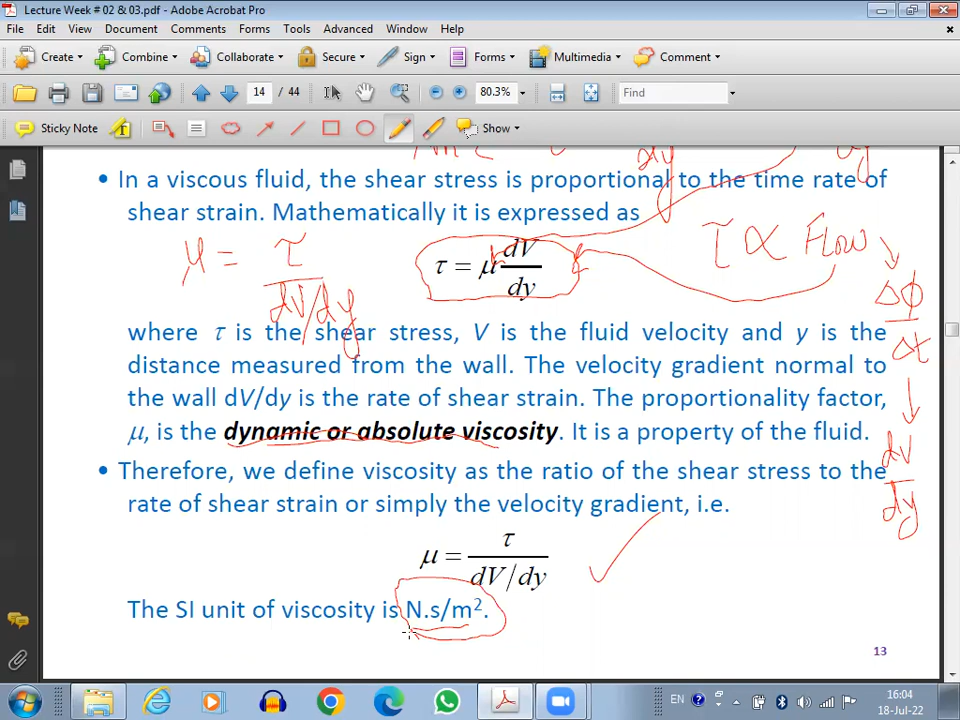 Lecture Week # 02 & 03.pdf - Adobe Acrobat Pro
File Edit View Document Comments Forms Tools Advanced Window Help
Create Combine Collaborate Secure Sign Forms Multimedia Comment
14 / 44 80.3% Find
Sticky Note Show
dy
• In a viscous fluid, the shear stress is proportional to the time rate of
shear strain. Mathematically it is expressed as
μ = τ / dV/dy
τ = μ dV/dy
τ ∝ Flow
Δϕ
Δt
where τ is the shear stress, V is the fluid velocity and y is the
distance measured from the wall. The velocity gradient normal to
the wall dV/dy is the rate of shear strain. The proportionality factor,
μ, is the dynamic or absolute viscosity. It is a property of the fluid.
dV
dy
• Therefore, we define viscosity as the ratio of the shear stress to the
rate of shear strain or simply the velocity gradient, i.e.
μ = τ / dV/dy
The SI unit of viscosity is N.s/m².
13
EN 16:04
18-Jul-22